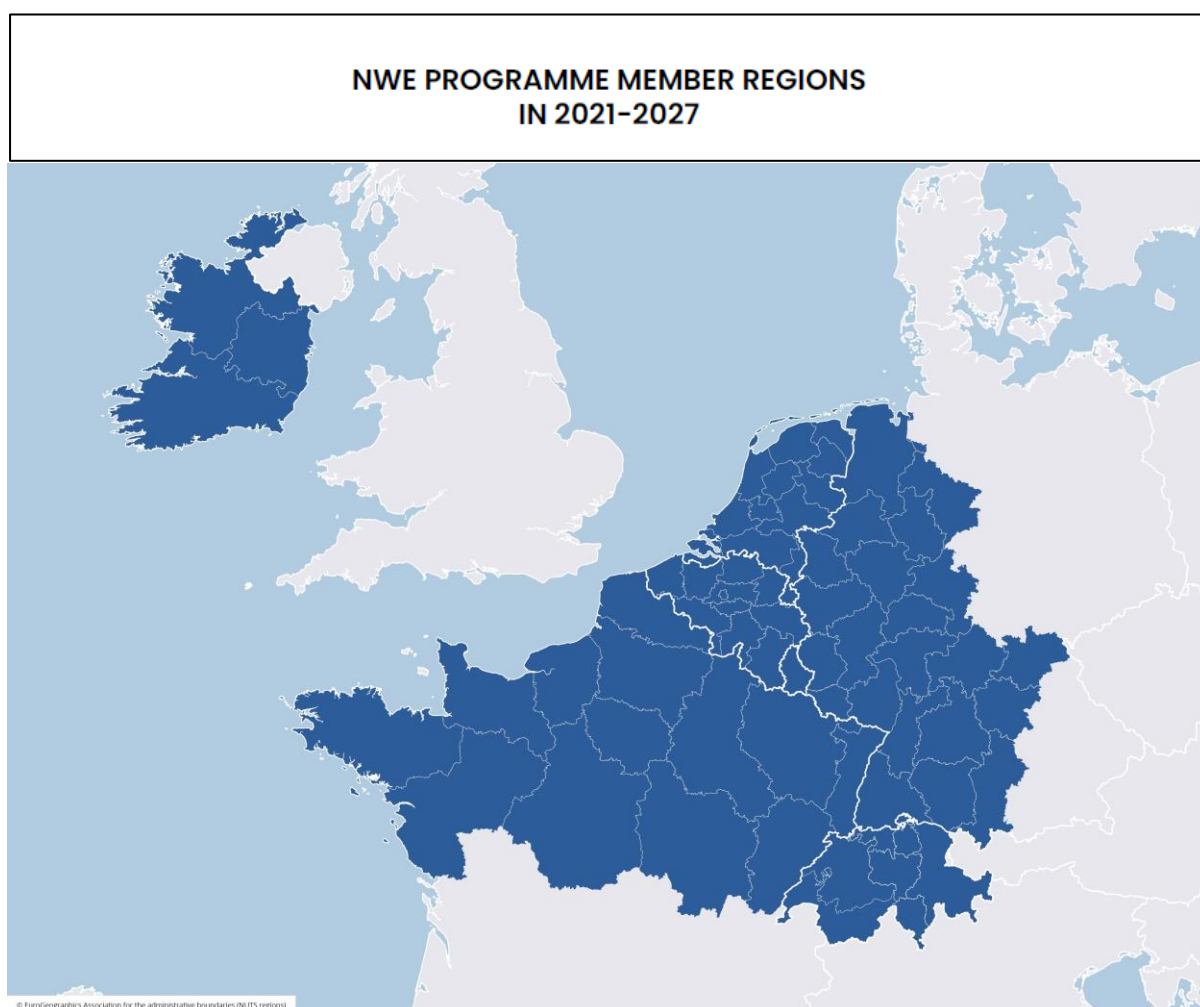 NWE PROGRAMME MEMBER REGIONS
IN 2021-2027
© EuroGeographics Association for the administrative boundaries (NUTS regions)